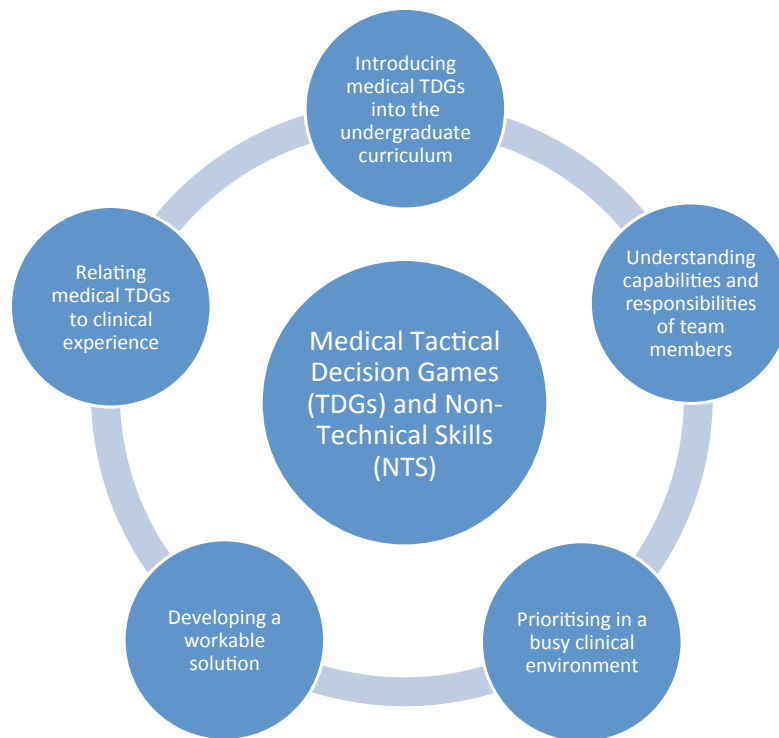 Introducing
medical TDGs
into the
undergraduate
curriculum
Understanding
capabilities and
responsibilities
of team
members
Prioritising in a
busy clinical
environment
Developing a
workable
solution
Relating
medical TDGs
to clinical
experience
Medical Tactical
Decision Games
(TDGs) and Non-
Technical Skills
(NTS)